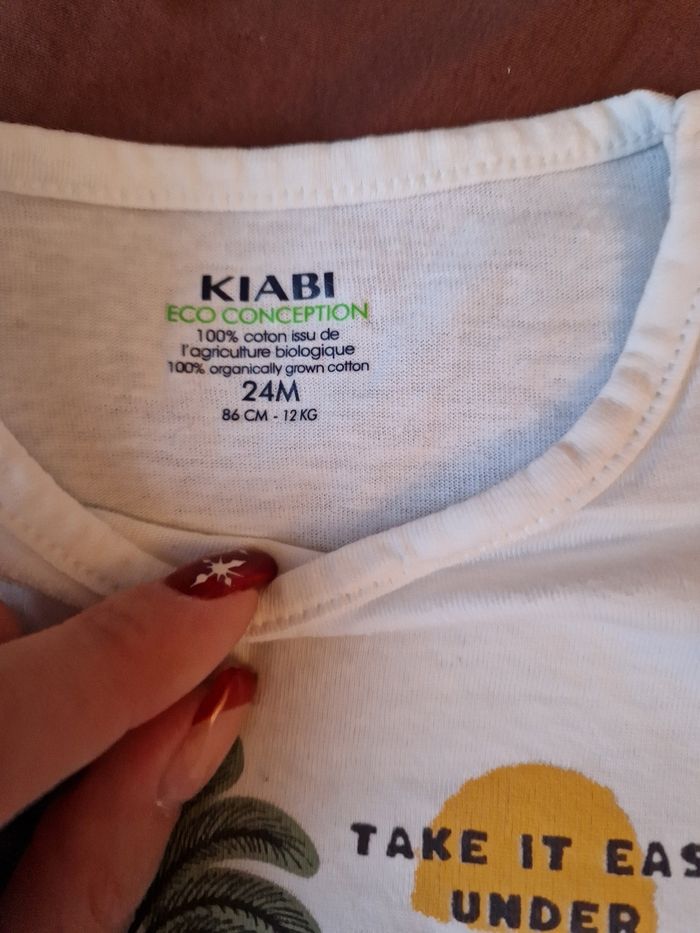 KIABI
ECO CONCEPTION
100% coton issu de
l'agriculture biologique
100% organically grown cotton
24M
86 CM - 12 KG
TAKE IT EAS
UNDER